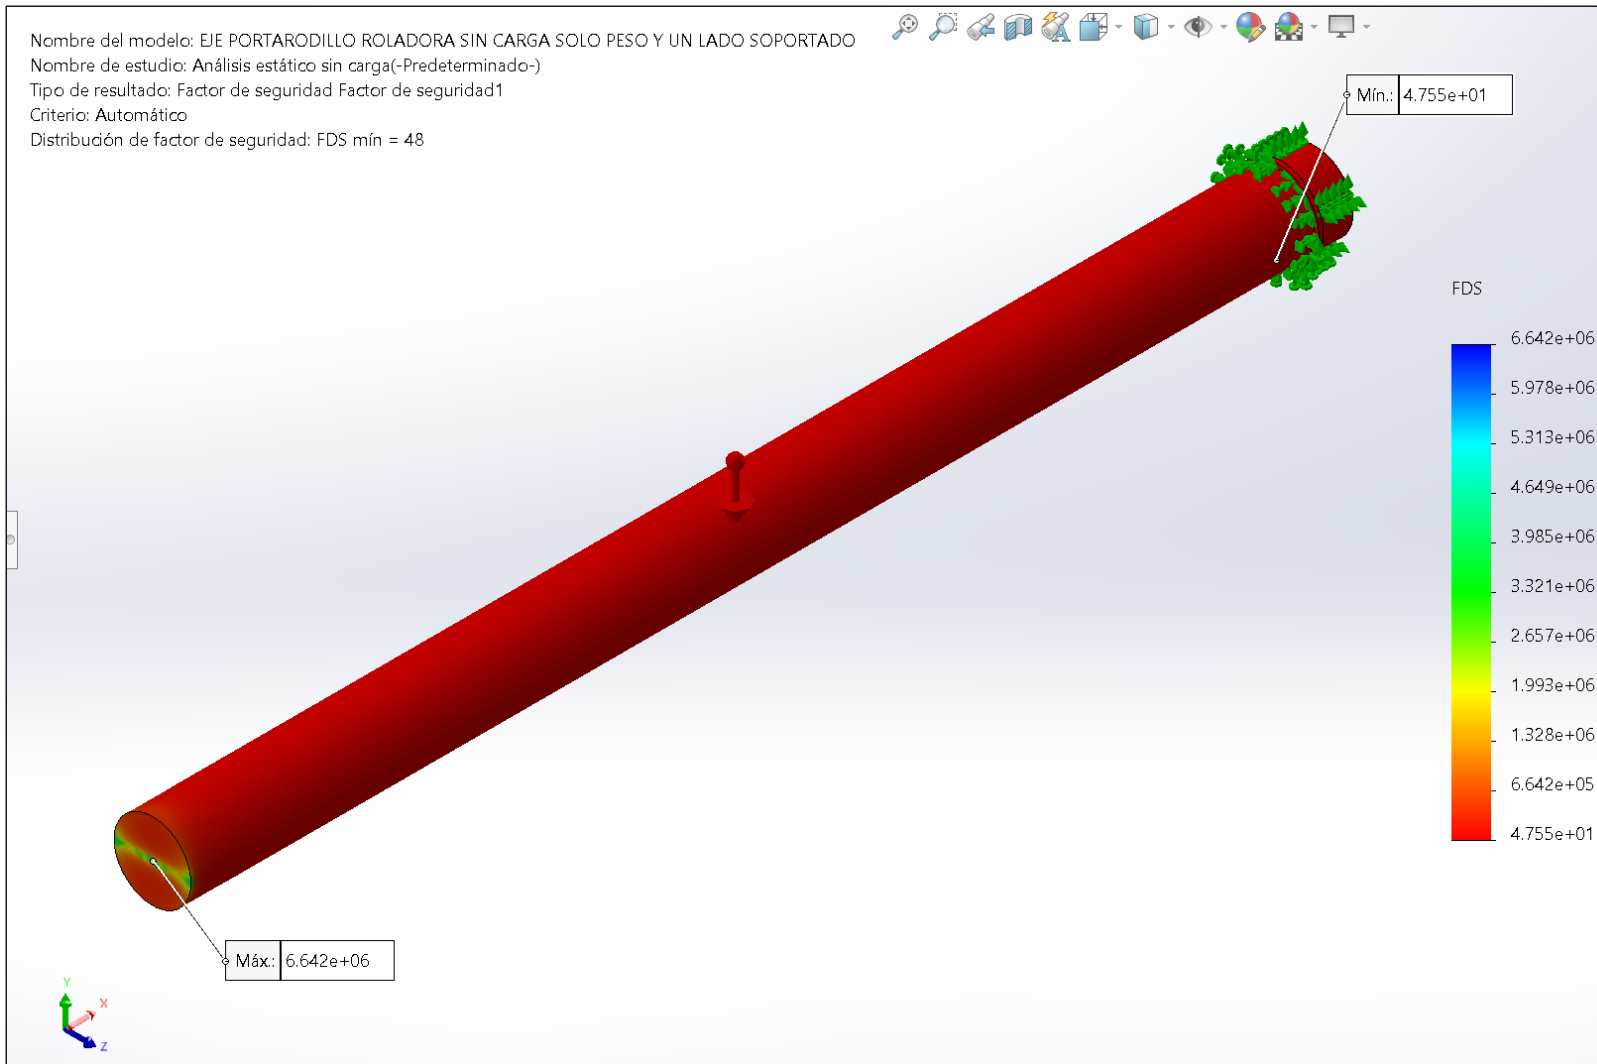 Nombre del modelo: EJE PORTARODILLO ROLADORA SIN CARGA SOLO PESO Y UN LADO SOPORTADO
Nombre de estudio: Análisis estático sin carga(-Predeterminado-)
Tipo de resultado: Factor de seguridad Factor de seguridad1
Criterio: Automático
Distribución de factor de seguridad: FDS mín = 48
Mín.: 4.755e+01
FDS
6.642e+06
5.978e+06
5.313e+06
4.649e+06
3.985e+06
3.321e+06
2.657e+06
1.993e+06
1.328e+06
6.642e+05
4.755e+01
Máx.: 6.642e+06
Y
X
Z